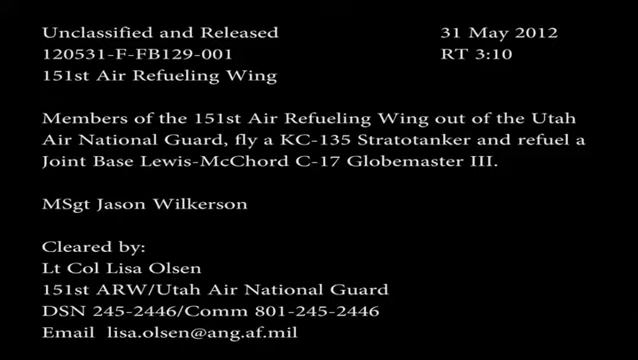 Unclassified and Released 31 May 2012
120531-F-FB129-001 RT 3:10
151st Air Refueling Wing
Members of the 151st Air Refueling Wing out of the Utah
Air National Guard, fly a KC-135 Stratotanker and refuel a
Joint Base Lewis-McChord C-17 Globemaster III.
MSgt Jason Wilkerson
Cleared by:
Lt Col Lisa Olsen
151st ARW/Utah Air National Guard
DSN 245-2446/Comm 801-245-2446
Email lisa.olsen@ang.af.mil